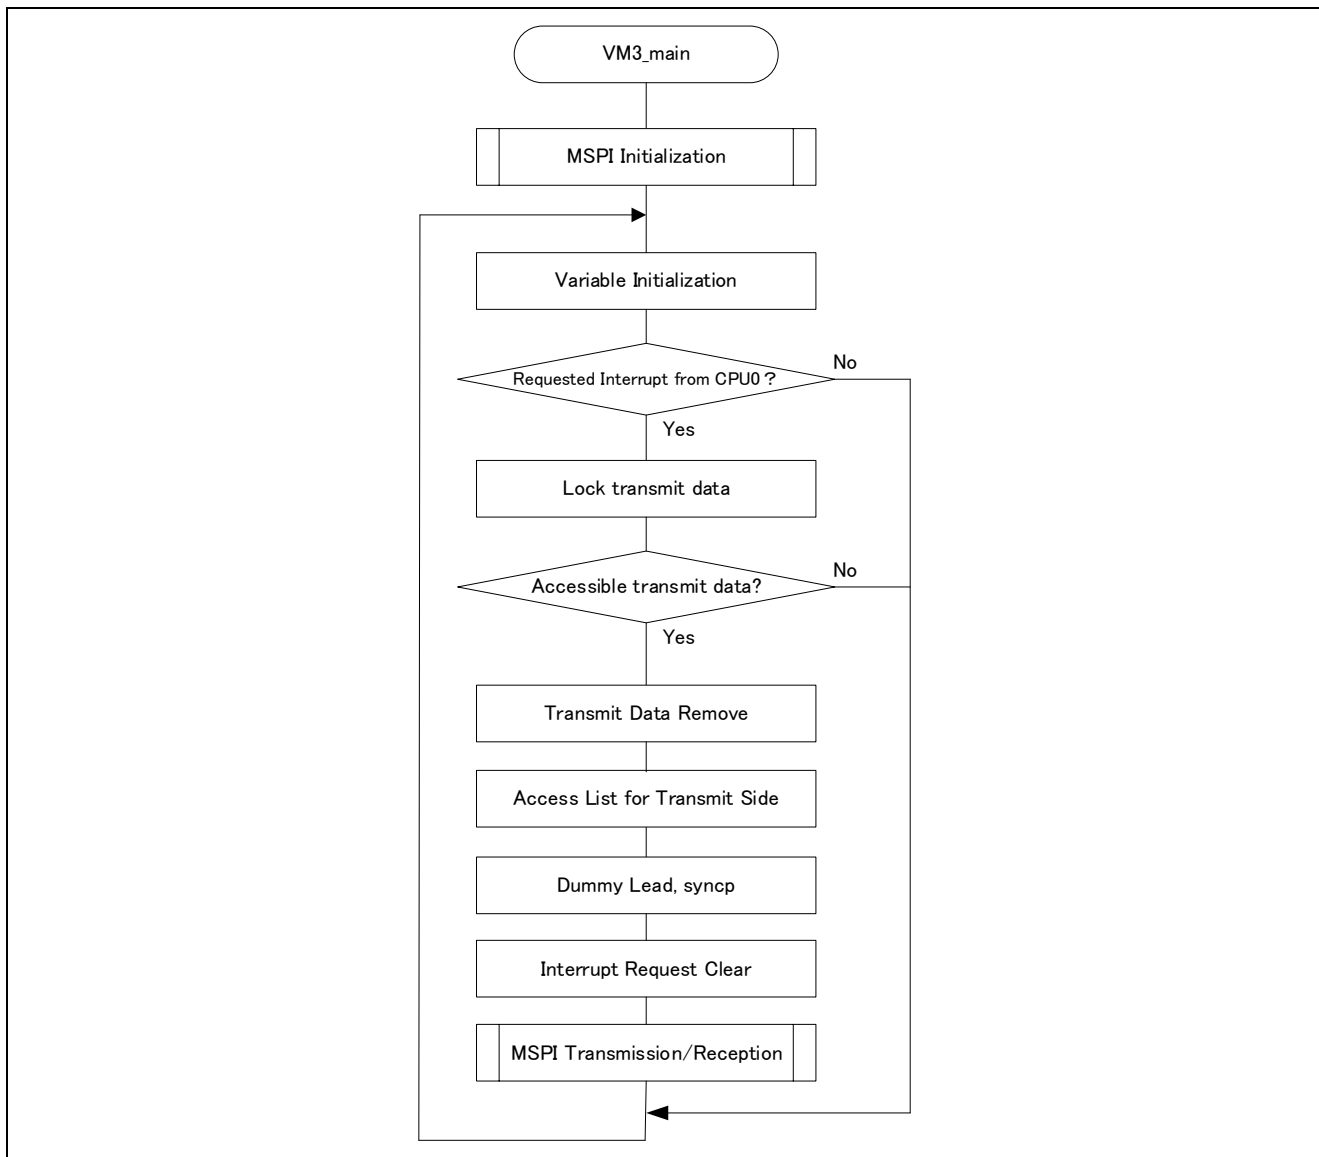 VM3_main
MSPI Initialization
Variable Initialization
Requested Interrupt from CPU0？
No
Yes
Lock transmit data
Accessible transmit data?
No
Yes
Transmit Data Remove
Access List for Transmit Side
Dummy Lead, syncp
Interrupt Request Clear
MSPI Transmission/Reception